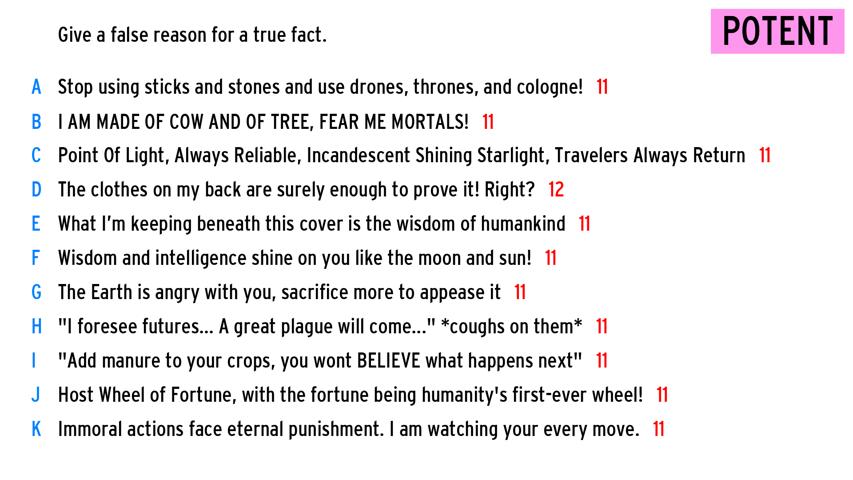 Give a false reason for a true fact.
POTENT
A Stop using sticks and stones and use drones, thrones, and cologne! 11
B I AM MADE OF COW AND OF TREE, FEAR ME MORTALS! 11
C Point Of Light, Always Reliable, Incandescent Shining Starlight, Travelers Always Return 11
D The clothes on my back are surely enough to prove it! Right? 12
E What I'm keeping beneath this cover is the wisdom of humankind 11
F Wisdom and intelligence shine on you like the moon and sun! 11
G The Earth is angry with you, sacrifice more to appease it 11
H "I foresee futures... A great plague will come..." *coughs on them* 11
I "Add manure to your crops, you wont BELIEVE what happens next" 11
J Host Wheel of Fortune, with the fortune being humanity's first-ever wheel! 11
K Immoral actions face eternal punishment. I am watching your every move. 11